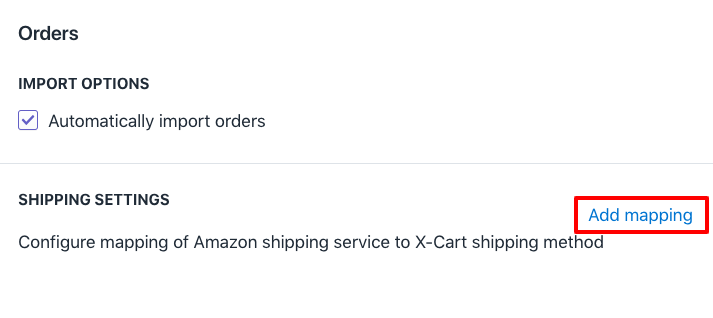 Orders
IMPORT OPTIONS
Automatically import orders
SHIPPING SETTINGS
Add mapping
Configure mapping of Amazon shipping service to X-Cart shipping method